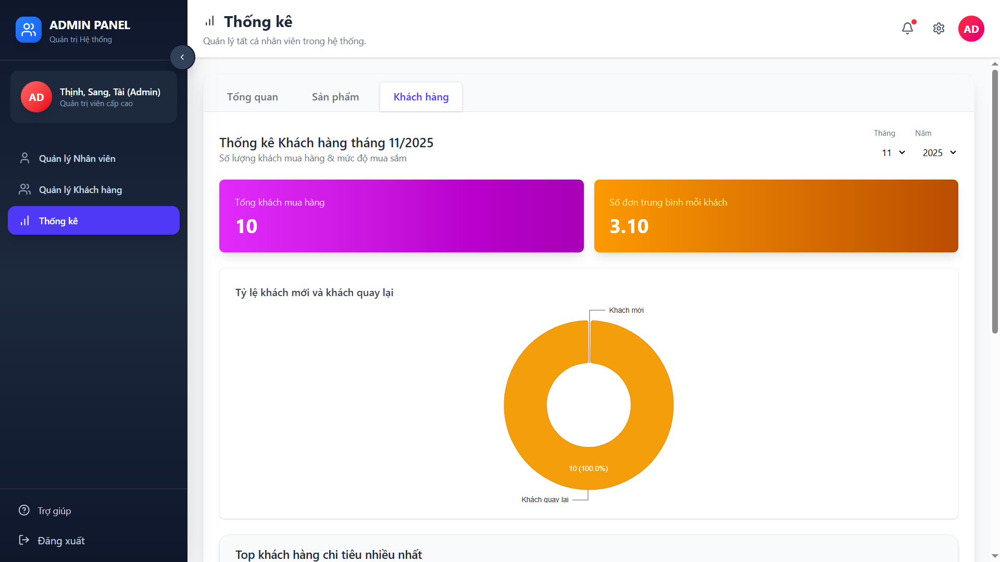 ADMIN PANEL
Quản trị Hệ thống
AD
Thịnh, Sang, Tài (Admin)
Quản trị viên cấp cao
Quản lý Nhân viên
Quản lý Khách hàng
Thống kê
Trợ giúp
Đăng xuất
Thống kê
Quản lý tất cả nhân viên trong hệ thống.
AD
Tổng quan
Sản phẩm
Khách hàng
Thống kê Khách hàng tháng 11/2025
Số lượng khách mua hàng & mức độ mua sắm
Tháng
Năm
11
2025
Tổng khách mua hàng
10
Số đơn trung bình mỗi khách
3.10
Tỷ lệ khách mới và khách quay lại
Khách mới
10 (100.0%)
Khách quay lại
Top khách hàng chi tiêu nhiều nhất